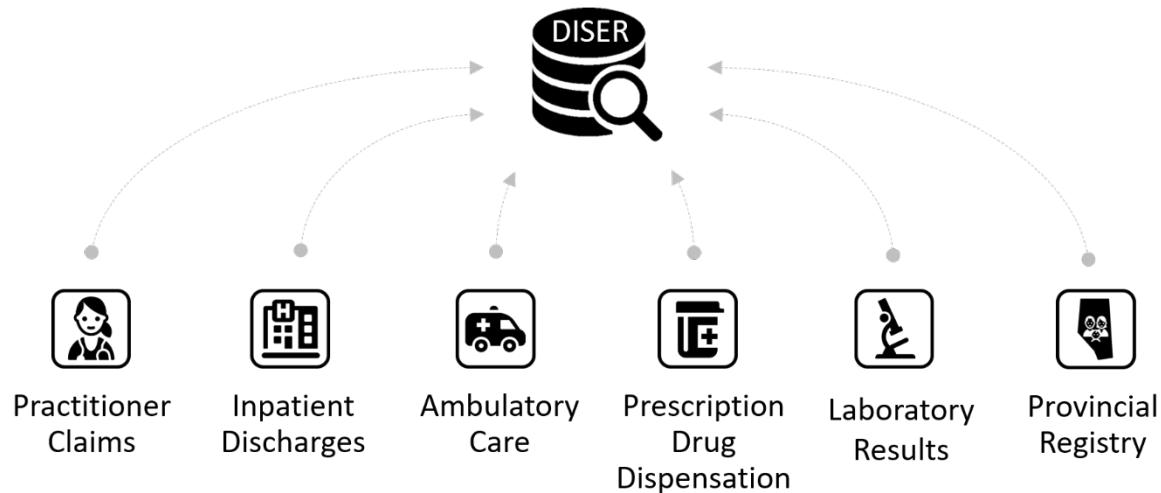 DISER
H
Practitioner
Claims
Inpatient
Discharges
Ambulatory
Care
Prescription
Drug
Dispensation
Laboratory
Results
Provincial
Registry